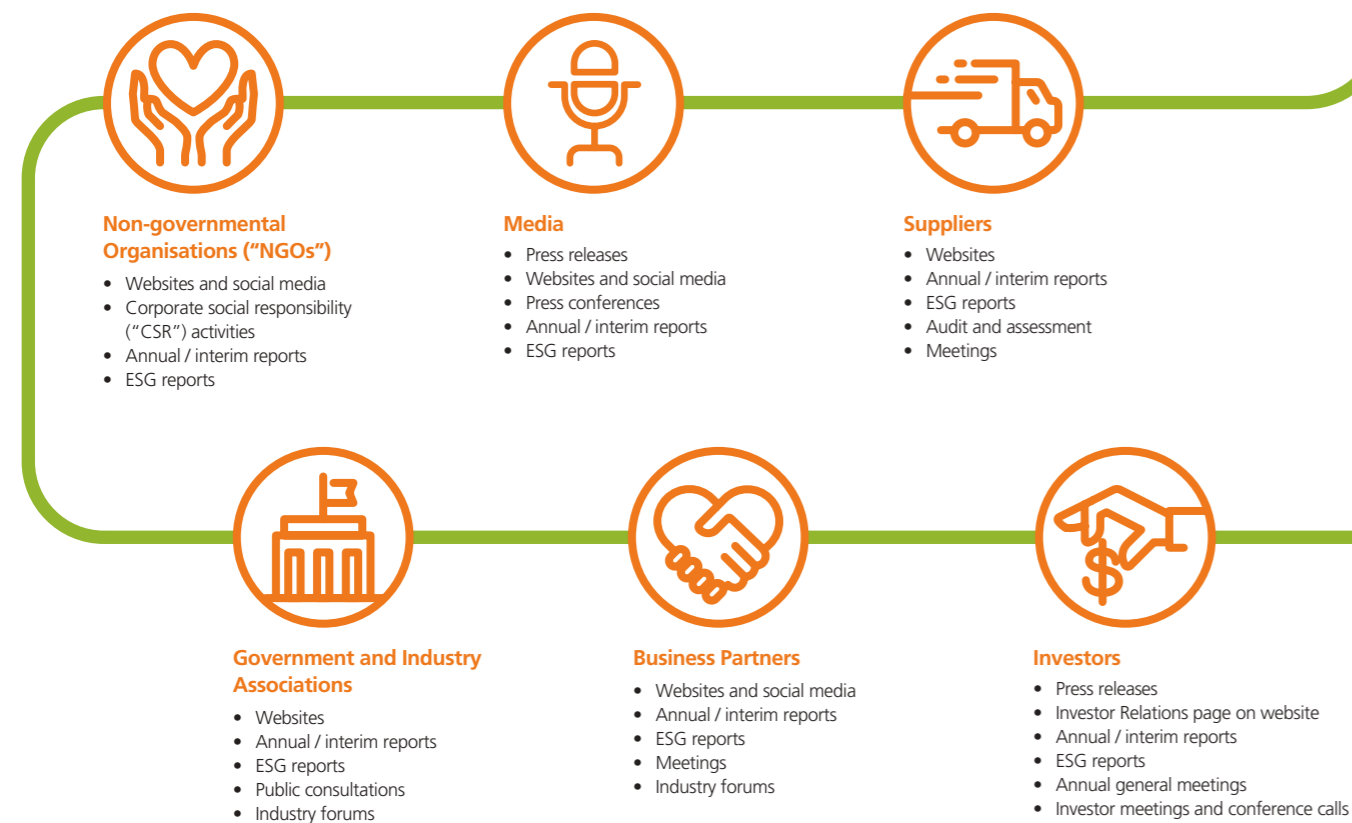 Non-governmental
Organisations (“NGOs”)
• Websites and social media
• Corporate social responsibility
(“CSR”) activities
• Annual / interim reports
• ESG reports
Media
• Press releases
• Websites and social media
• Press conferences
• Annual / interim reports
• ESG reports
Suppliers
• Websites
• Annual / interim reports
• ESG reports
• Audit and assessment
• Meetings
Government and Industry
Associations
• Websites
• Annual / interim reports
• ESG reports
• Public consultations
• Industry forums
Business Partners
• Websites and social media
• Annual / interim reports
• ESG reports
• Meetings
• Industry forums
$
Investors
• Press releases
• Investor Relations page on website
• Annual / interim reports
• ESG reports
• Annual general meetings
• Investor meetings and conference calls